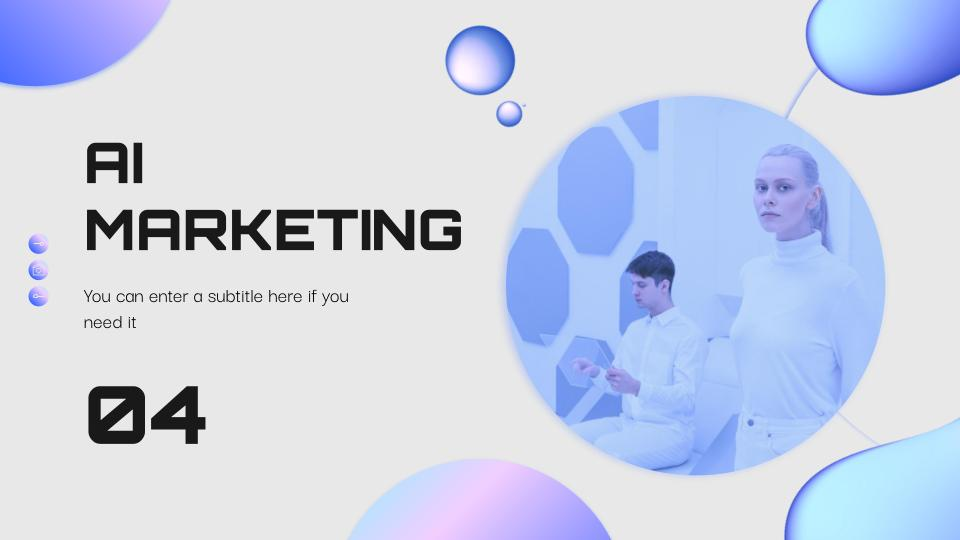 AI
MARKETING
You can enter a subtitle here if you
need it
04